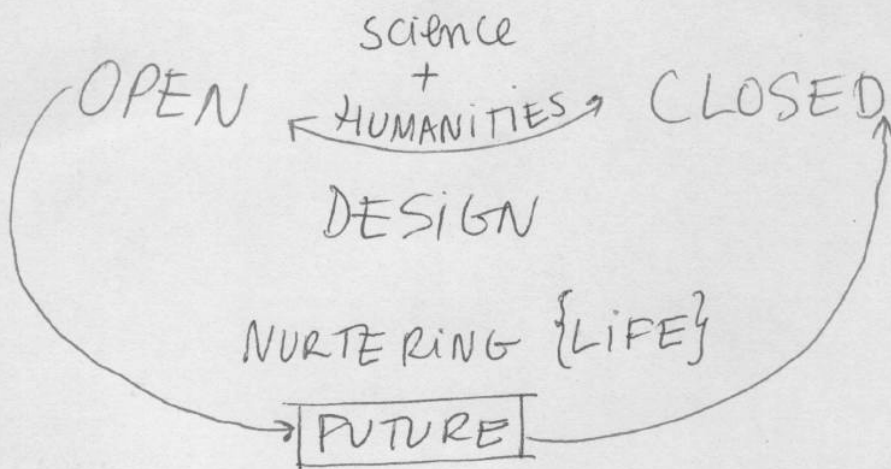 science
+
OPEN HUMANITIES CLOSED
DESIGN
NURTERING {LiFE}
FUTURE